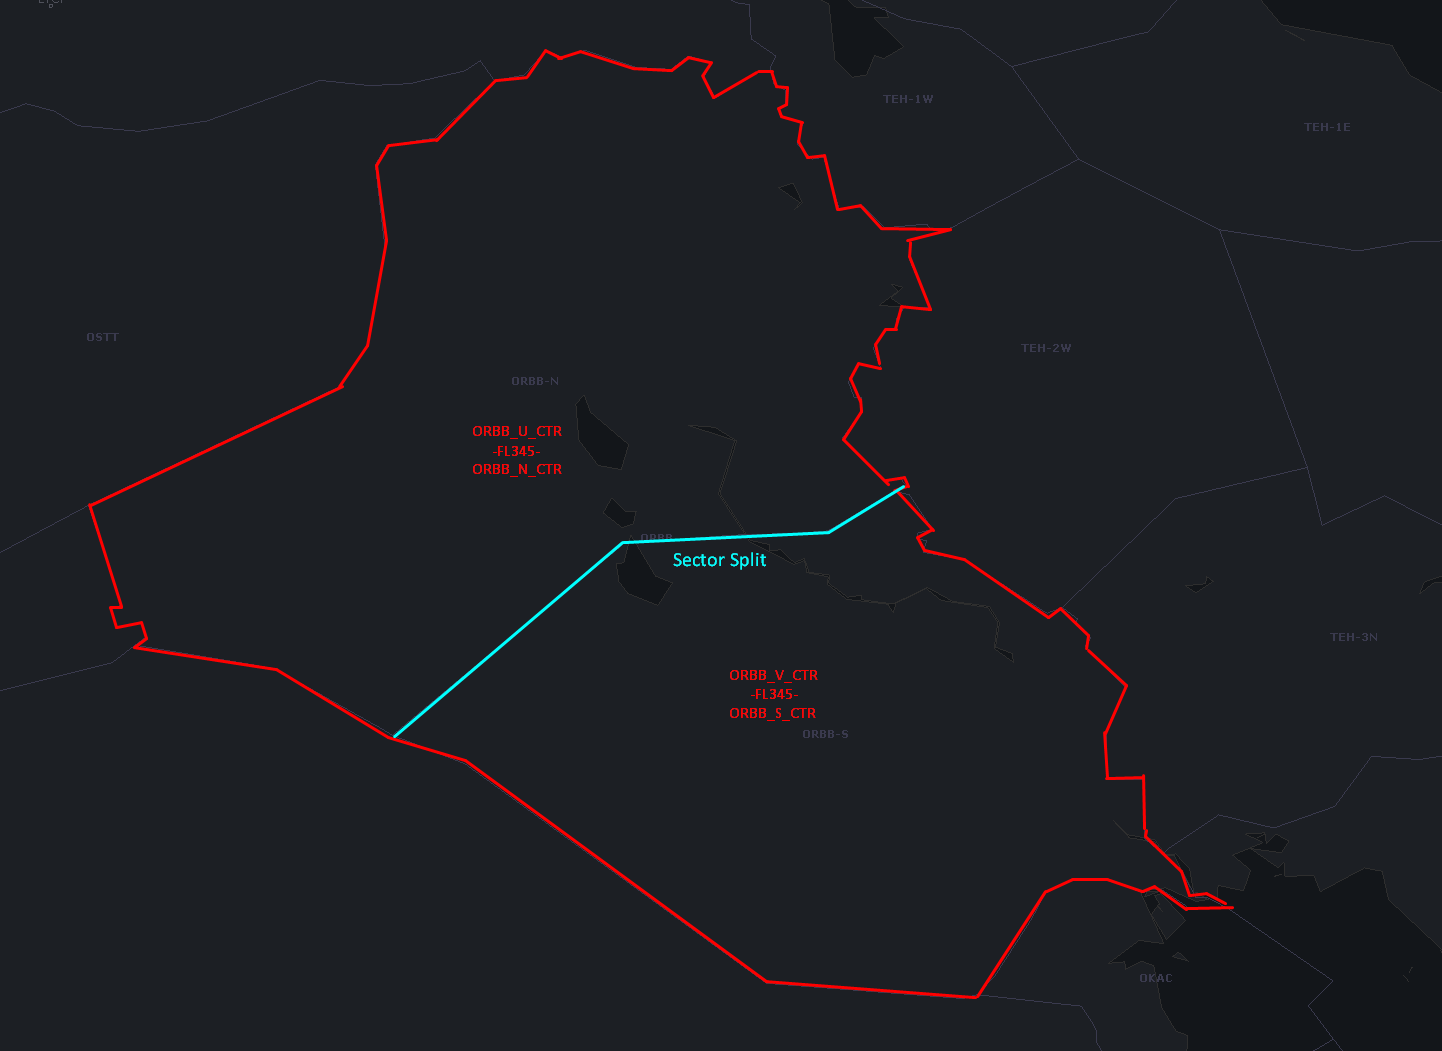 TEH-1W
TEH-1E
OSTT
TEH-2W
ORBB-N
ORBB_U_CTR
-FL345-
ORBB_N_CTR
ORBB
Sector Split
TEH-3N
ORBB_V_CTR
-FL345-
ORBB_S_CTR
ORBB-S
OKAC